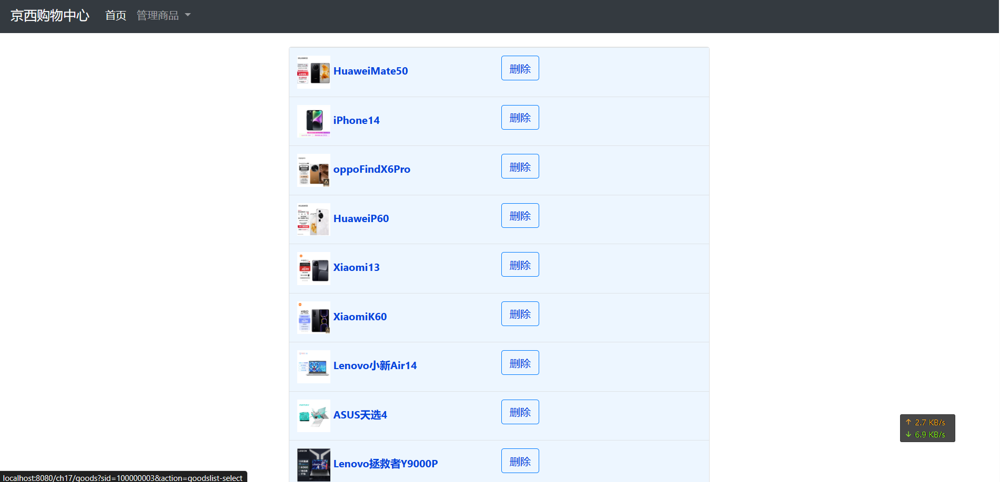 京西购物中心 首页 管理商品
HuaweiMate50 删除
iPhone14 删除
oppoFindX6Pro 删除
HuaweiP60 删除
Xiaomi13 删除
XiaomiK60 删除
Lenovo小新Air14 删除
ASUS天选4 删除
Lenovo拯救者Y9000P 删除
↑ 2.7 KB/s
↓ 6.9 KB/s
localhost:8080/ch17/goods?sid=100000003&action=goodslist-select